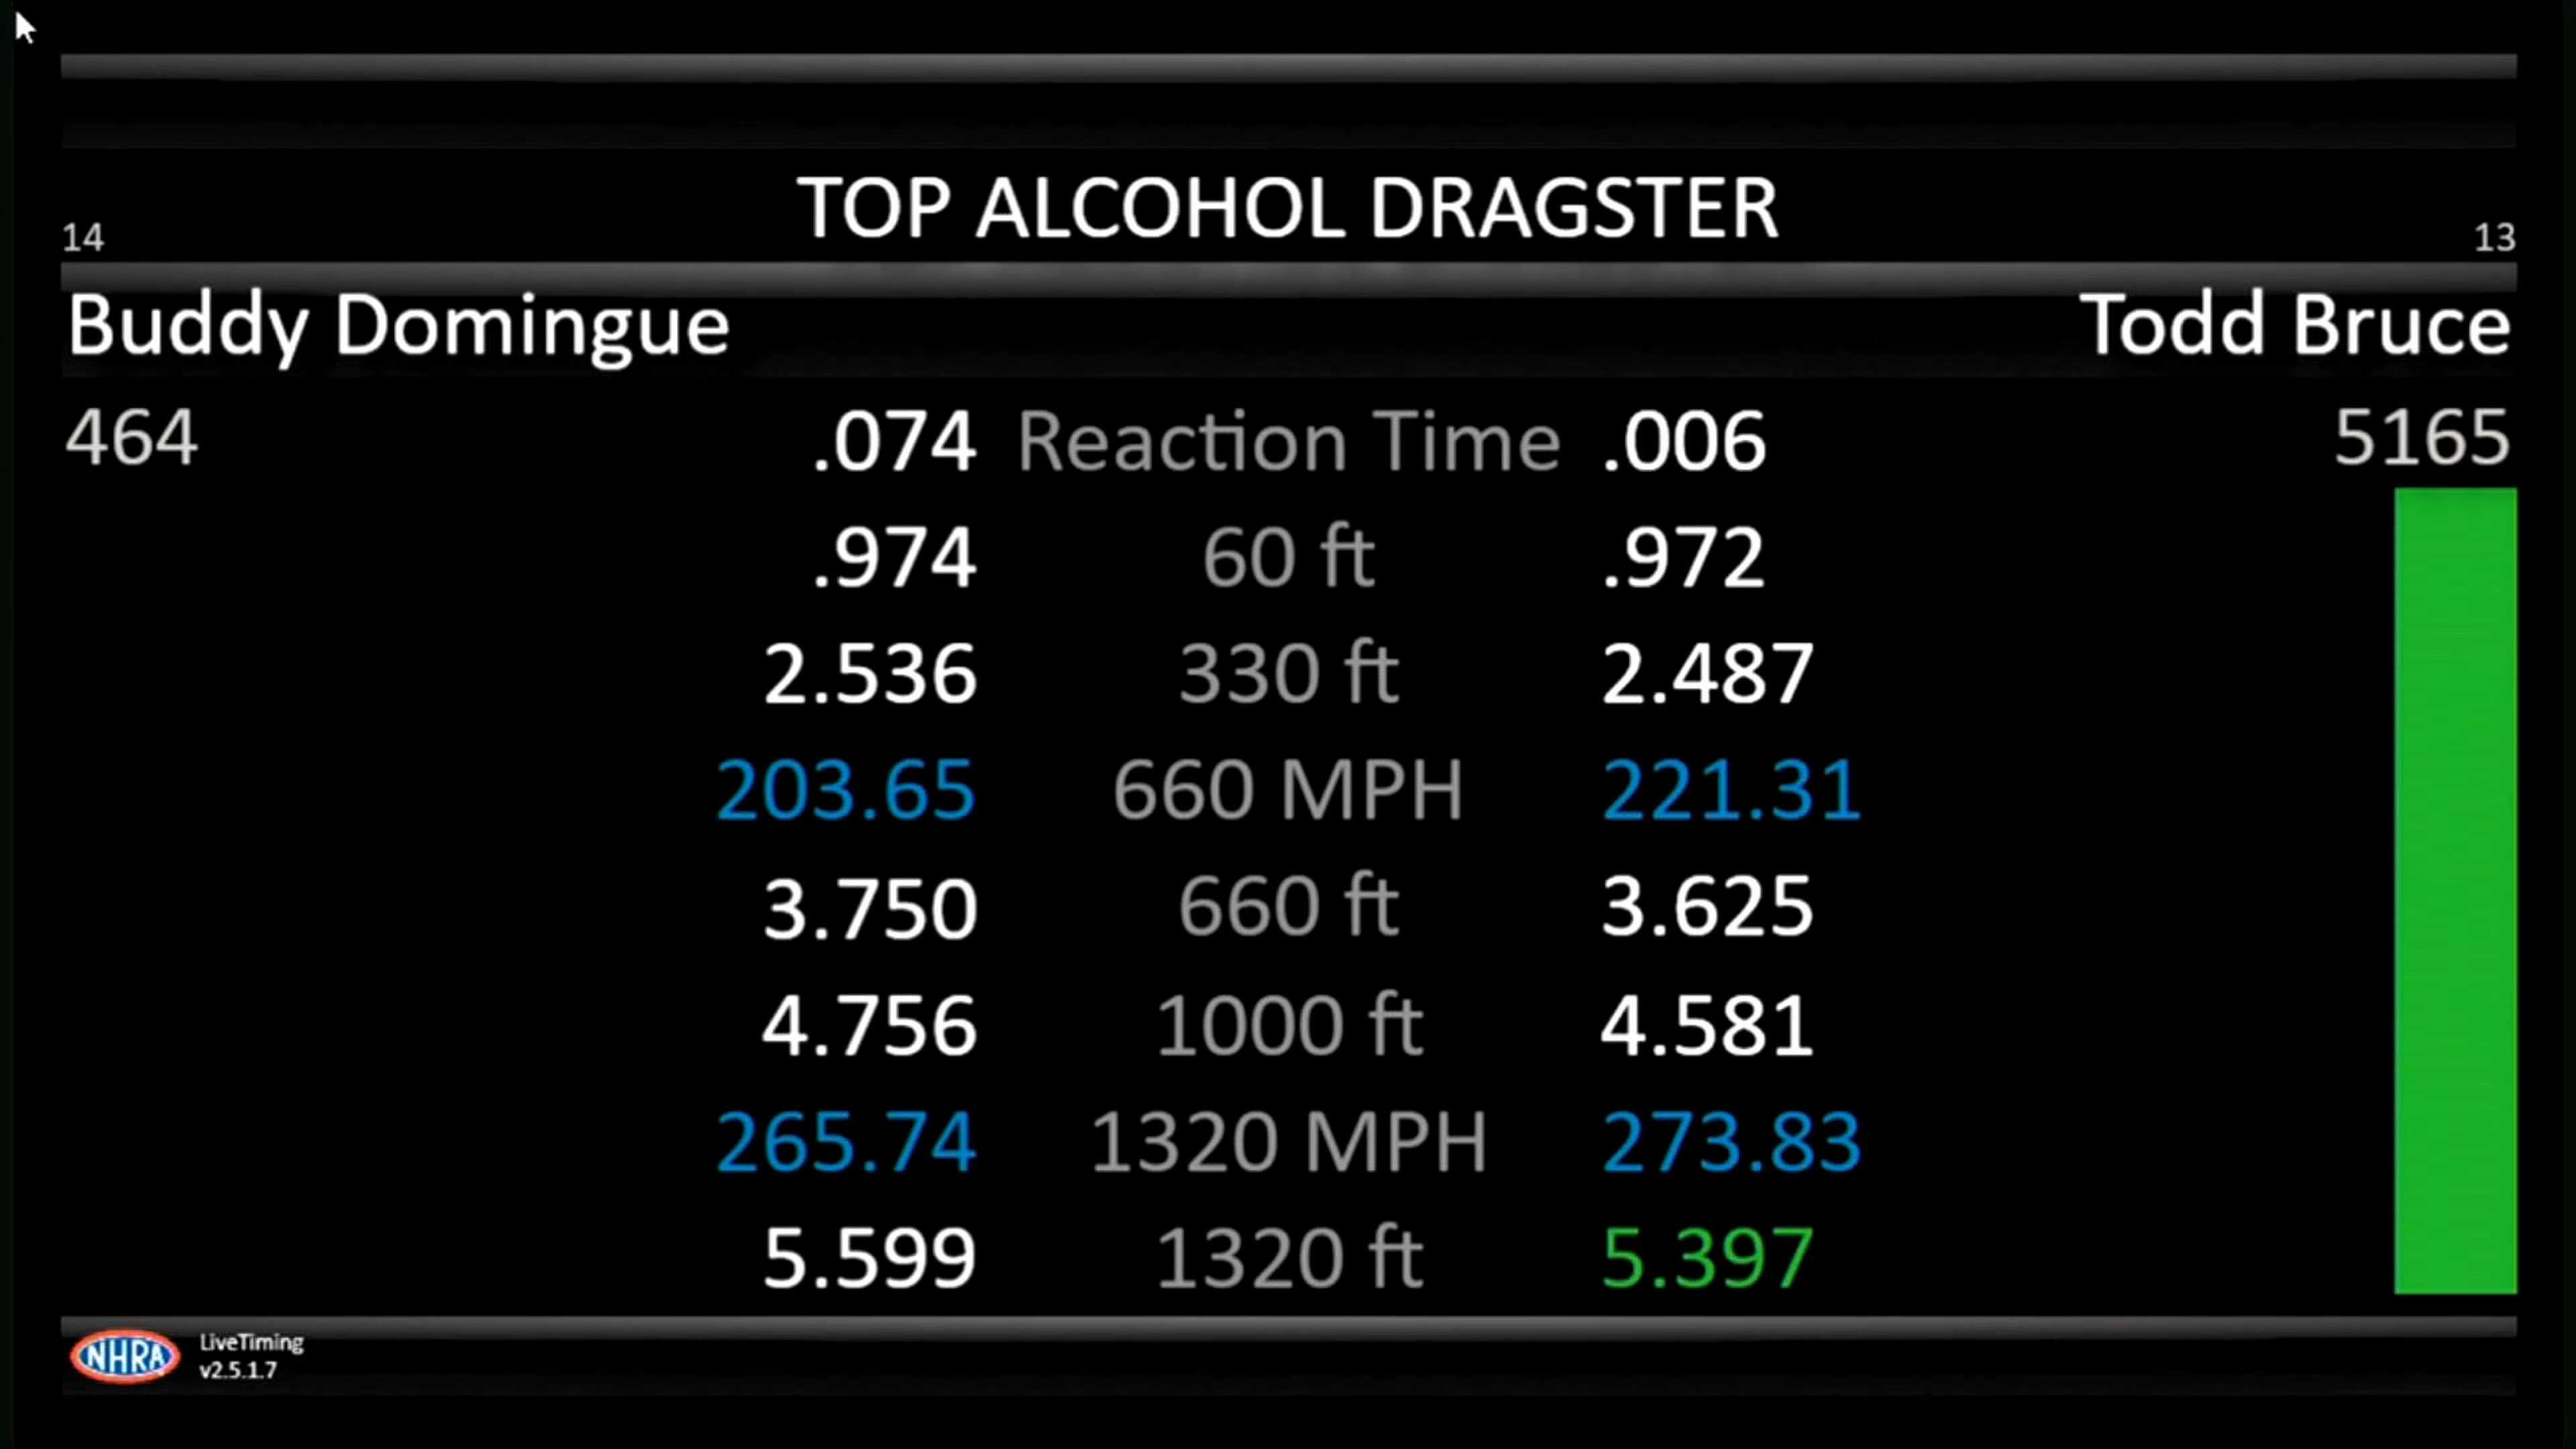 TOP ALCOHOL DRAGSTER
14 13
Buddy Domingue Todd Bruce
464 .074 Reaction Time .006 5165
.974 60 ft .972
2.536 330 ft 2.487
203.65 660 MPH 221.31
3.750 660 ft 3.625
4.756 1000 ft 4.581
265.74 1320 MPH 273.83
5.599 1320 ft 5.397
NHRA LiveTiming
v2.5.1.7